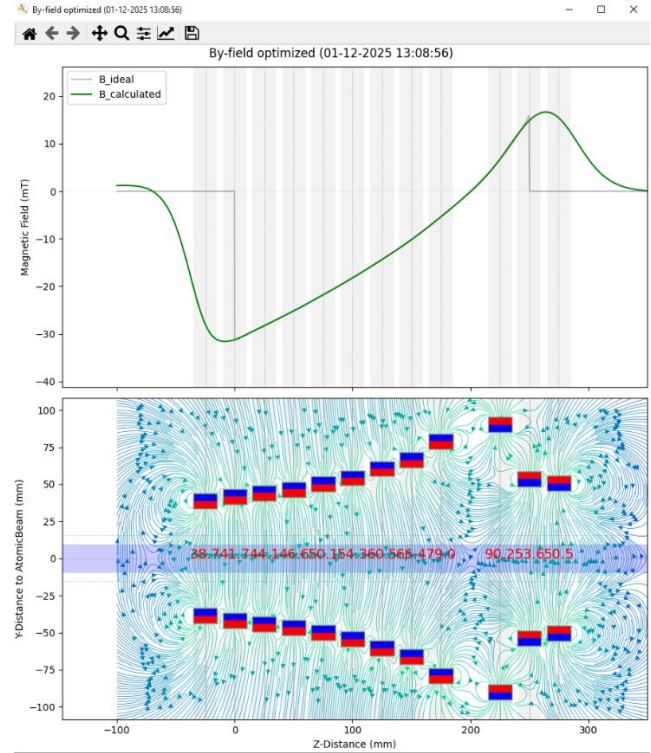 By-field optimized (01-12-2025 13:08:56)
By-field optimized (01-12-2025 13:08:56)
B_ideal
B_calculated
Magnetic Field (mT)
20
10
0
−10
−20
−30
−40
Y-Distance to AtomicBeam (mm)
100
75
50
25
0
−25
−50
−75
−100
38.741.744.146.650.154.360.565.479.0 90.253.650.5
−100 0 100 200 300
Z-Distance (mm)